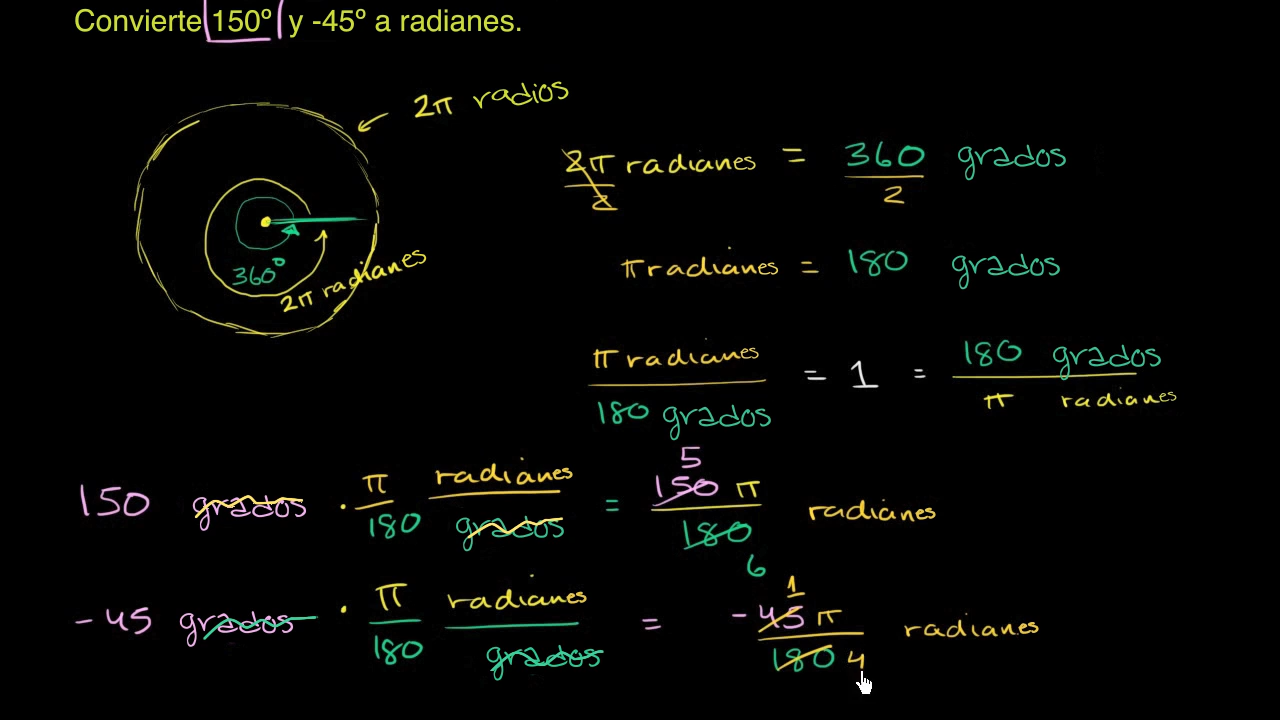 Convierte 150º y -45º a radianes.
2π radios
360°
2π radianes
2π radianes / 2 = 360 grados / 2
π radianes = 180 grados
π radianes / 180 grados = 1 = 180 grados / π radianes
5
150 grados · π/180 radianes/grados = 150 π/180 radianes
6
1
-45 grados · π/180 radianes/grados = -45 π/180 4 radianes